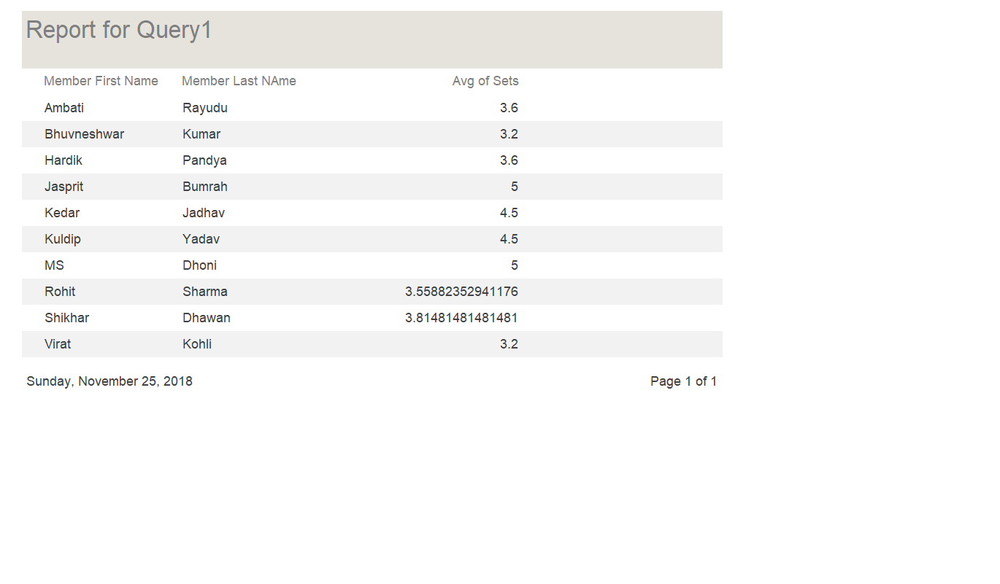 Report for Query1
Member First Name Member Last NAme Avg of Sets
Ambati Rayudu 3.6
Bhuvneshwar Kumar 3.2
Hardik Pandya 3.6
Jasprit Bumrah 5
Kedar Jadhav 4.5
Kuldip Yadav 4.5
MS Dhoni 5
Rohit Sharma 3.55882352941176
Shikhar Dhawan 3.81481481481481
Virat Kohli 3.2
Sunday, November 25, 2018 Page 1 of 1